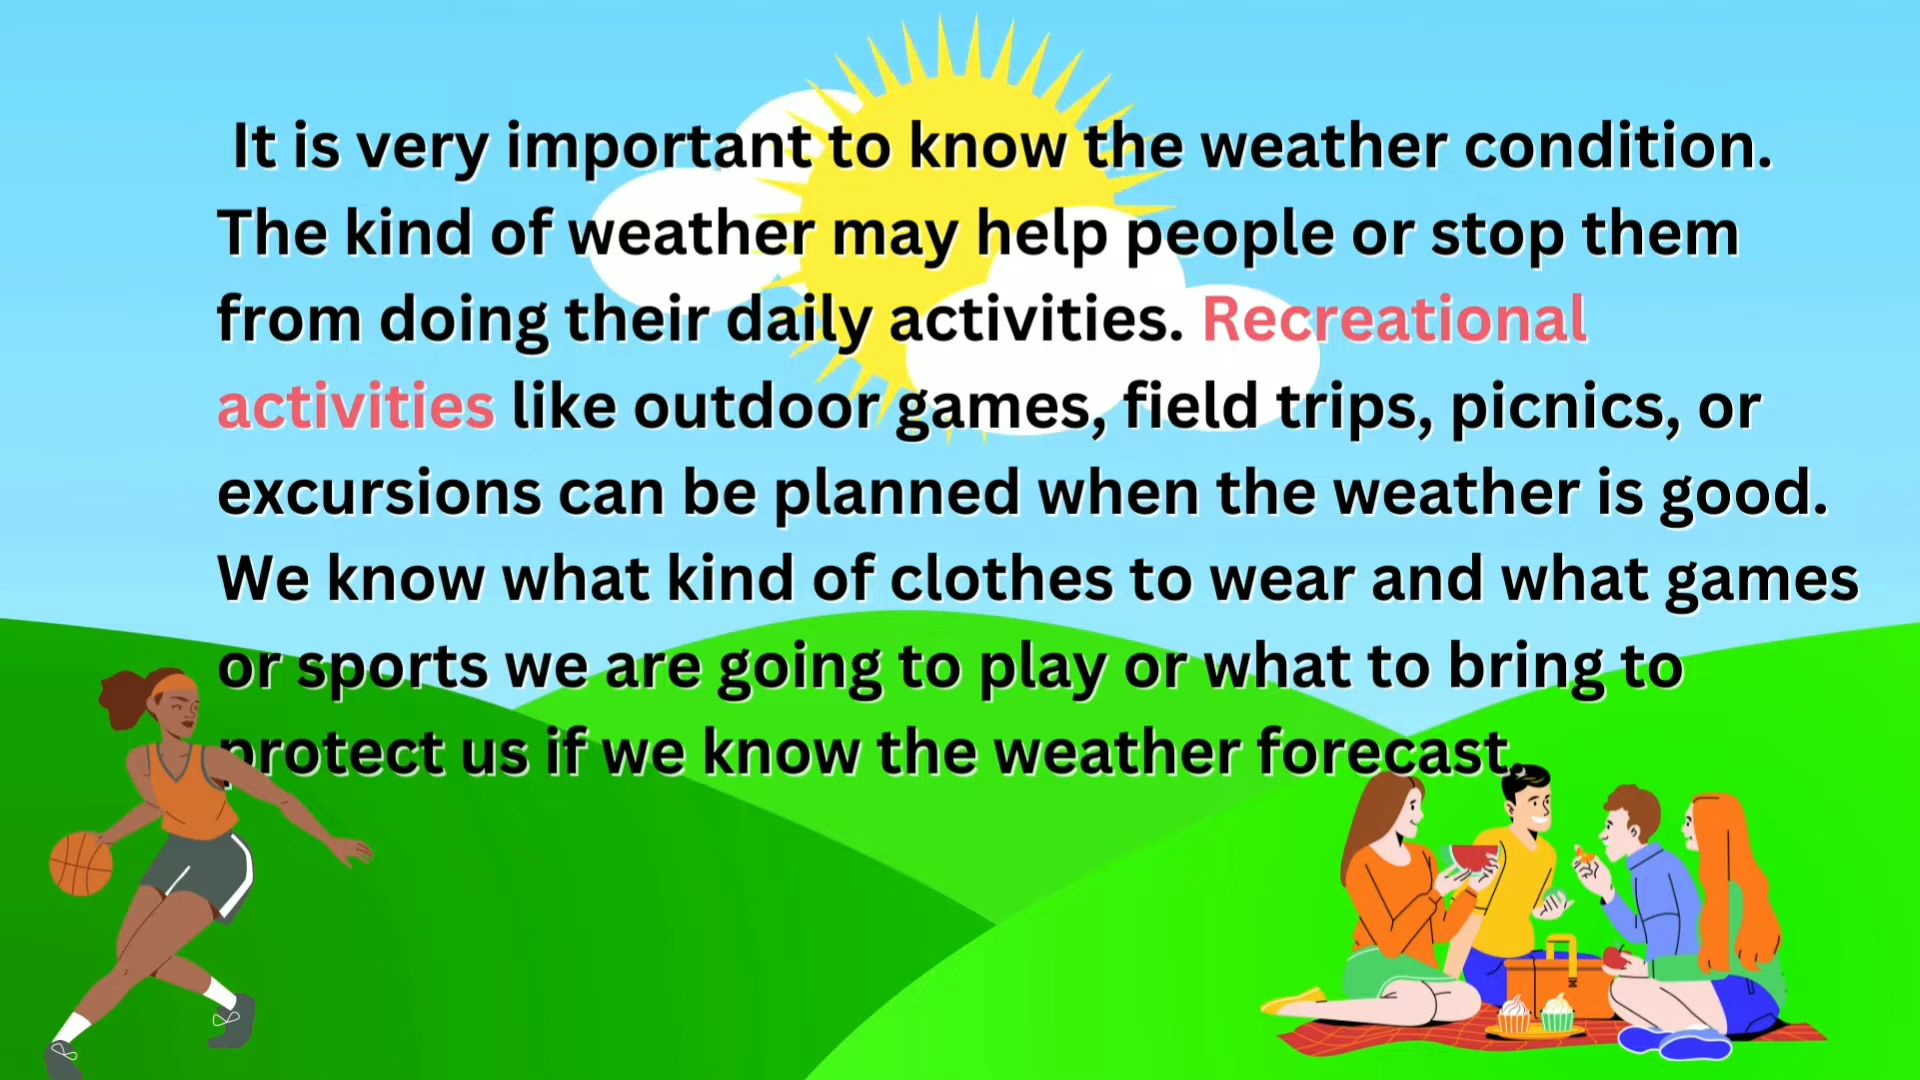 It is very important to know the weather condition.
The kind of weather may help people or stop them
from doing their daily activities. Recreational
activities like outdoor games, field trips, picnics, or
excursions can be planned when the weather is good.
We know what kind of clothes to wear and what games
or sports we are going to play or what to bring to
protect us if we know the weather forecast.